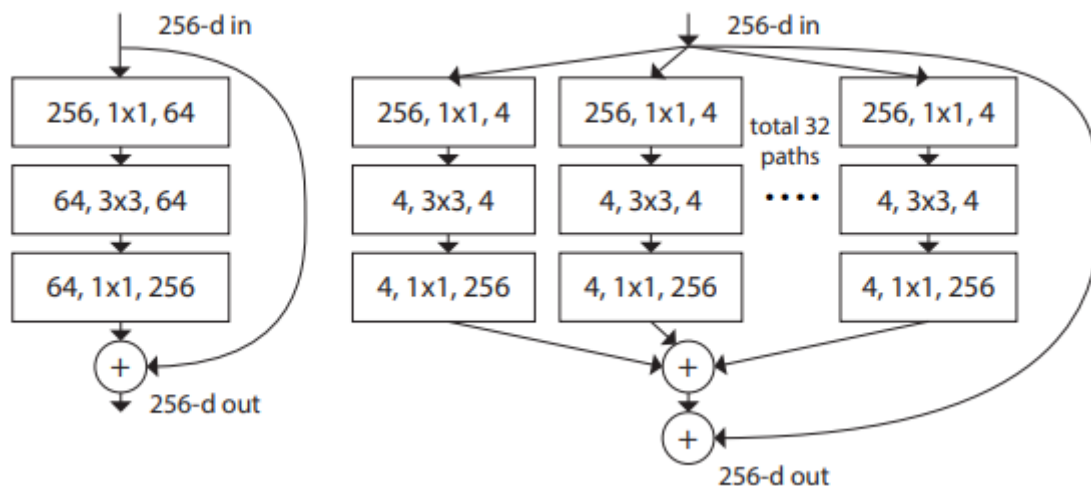 256-d in
256, 1x1, 64
64, 3x3, 64
64, 1x1, 256
+
256-d out
256-d in
256, 1x1, 4
256, 1x1, 4
total 32
paths
256, 1x1, 4
4, 3x3, 4
4, 3x3, 4
....
4, 3x3, 4
4, 1x1, 256
4, 1x1, 256
4, 1x1, 256
+
+
256-d out